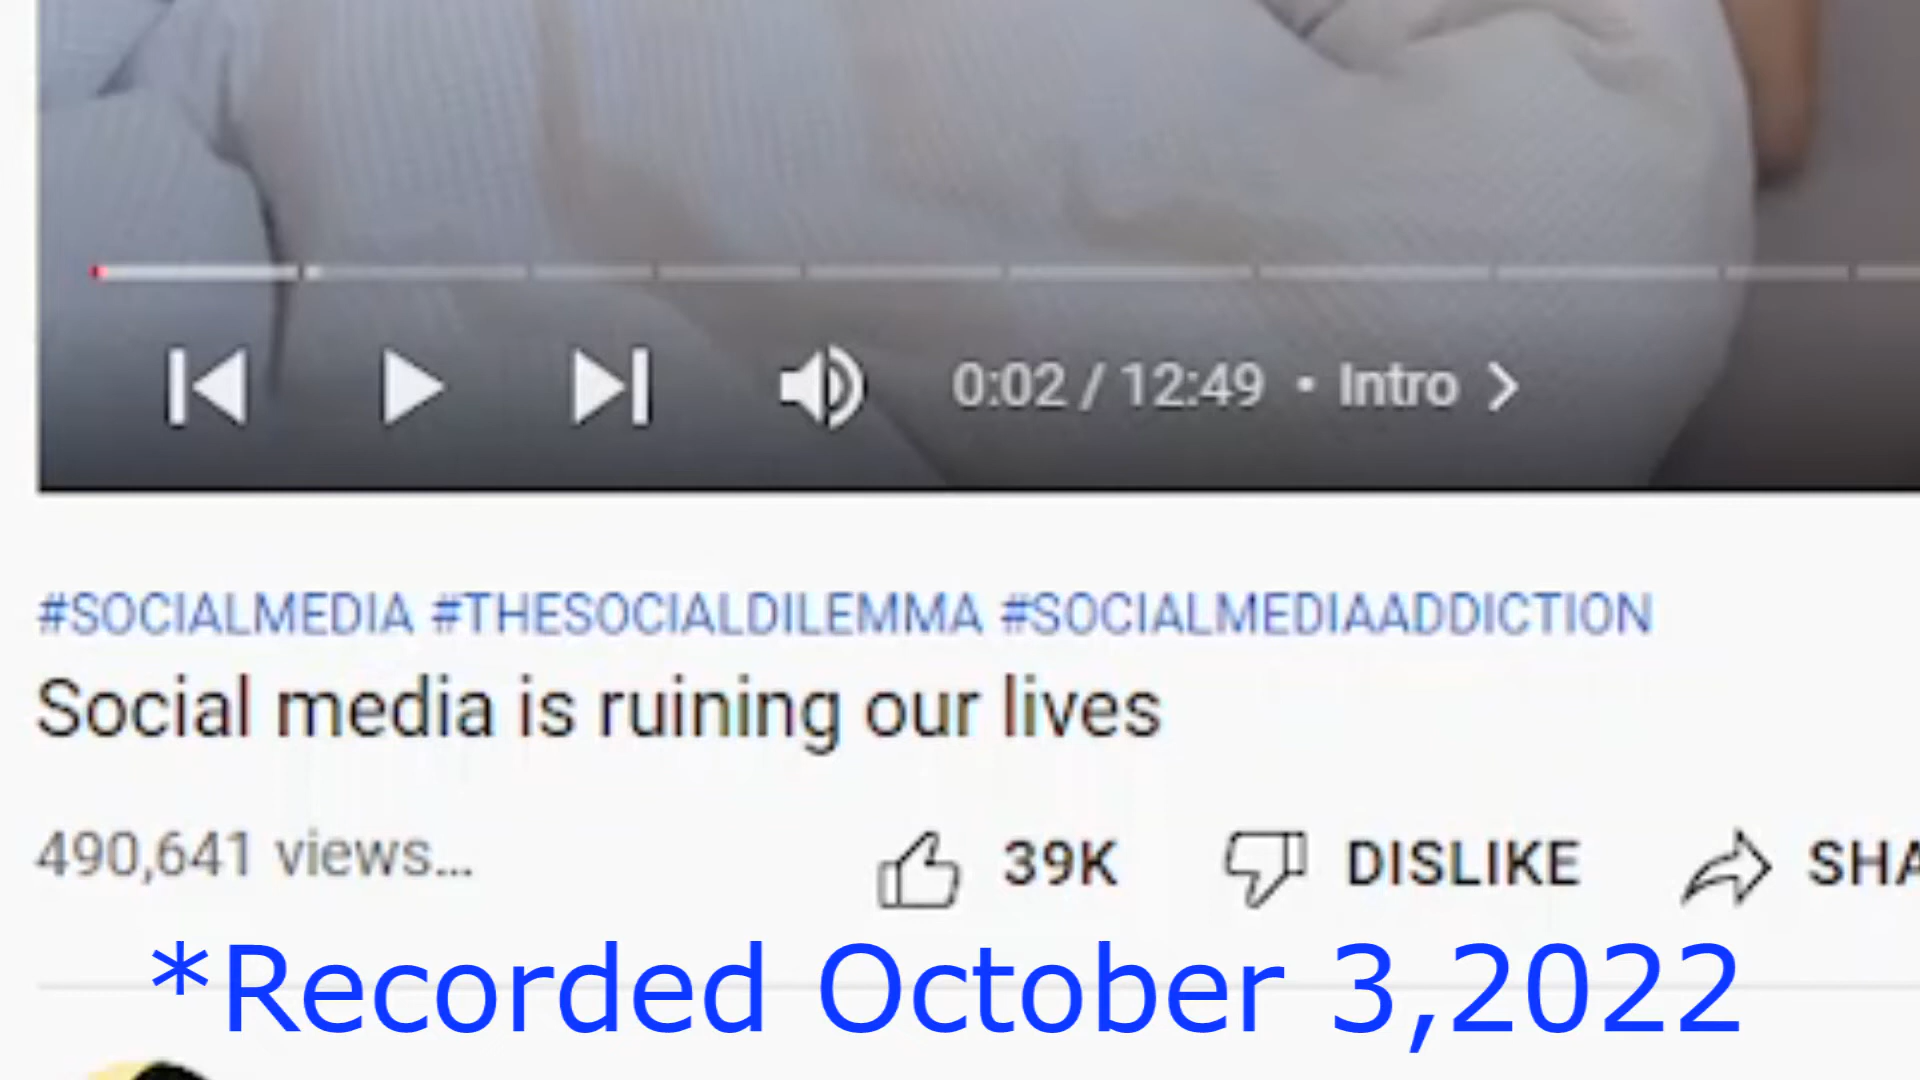 0:02 / 12:49 • Intro
#SOCIALMEDIA #THESOCIALDILEMMA #SOCIALMEDIAADDICTION
Social media is ruining our lives
490,641 views... 39K DISLIKE SHA
*Recorded October 3,2022